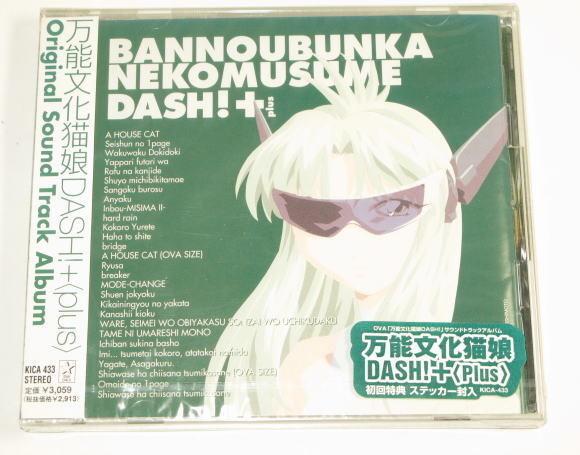 万能文化猫娘DASH!+〈plus〉
Original Sound Track Album
KICA 433
STEREO
定価 ¥3,059
(税抜価格 ¥2,913)
BANNOUBUNKA
NEKOMUSUME
DASH!+plus
A HOUSE CAT
Seishun no 1page
Wakuwaku Dokidoki
Yappari futari wa
Rafu na kanjide
Shuyo michibikitamae
Sangoku burosu
Anyaku
Inbou-MISIMA II-
hard rain
Kokoro Yurete
Haha to shite
bridge
A HOUSE CAT (OVA SIZE)
Ryusa
breaker
MODE-CHANGE
Shuen jokyoku
Kikainingyou no yakata
Kanashii kioku
WARE, SEIMEI WO OBIYAKASU SONZAI WO UCHIKUDAKU
TAME NI UMARESHI MONO
Ichiban sukina basho
Imi... tsumetai kokoro, atatakai namida
Yagate, Asagakuru.
Shiawase ha chiisana tsumikasane (OVA SIZE)
Omoide no 1page
Shiawase ha chiisana tsumikasane
OVA「万能文化猫娘DASH!」サウンドトラックアルバム
万能文化猫娘
DASH!+〈Plus〉
初回特典 ステッカー封入 KICA-433